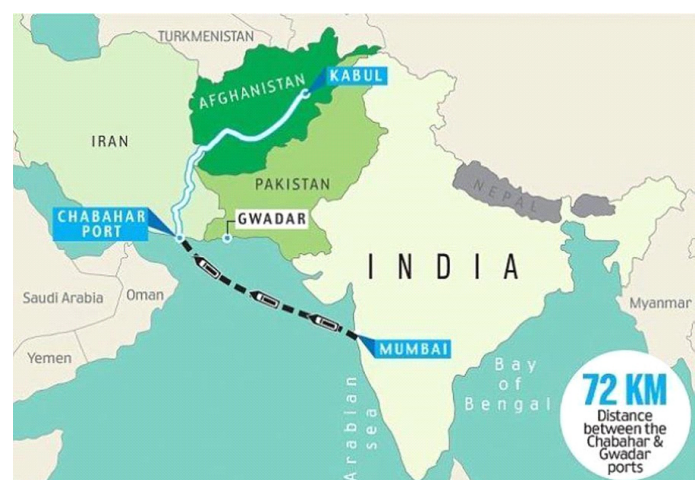 TURKMENISTAN
AFGHANISTAN
KABUL
IRAN
PAKISTAN
NEPAL
CHABAHAR
PORT
GWADAR
INDIA
Saudi Arabia
Oman
Myanmar
Yemen
MUMBAI
Arabian
sea
Bay
of
Bengal
72 KM
Distance
between the
Chabahar &
Gwadar
ports